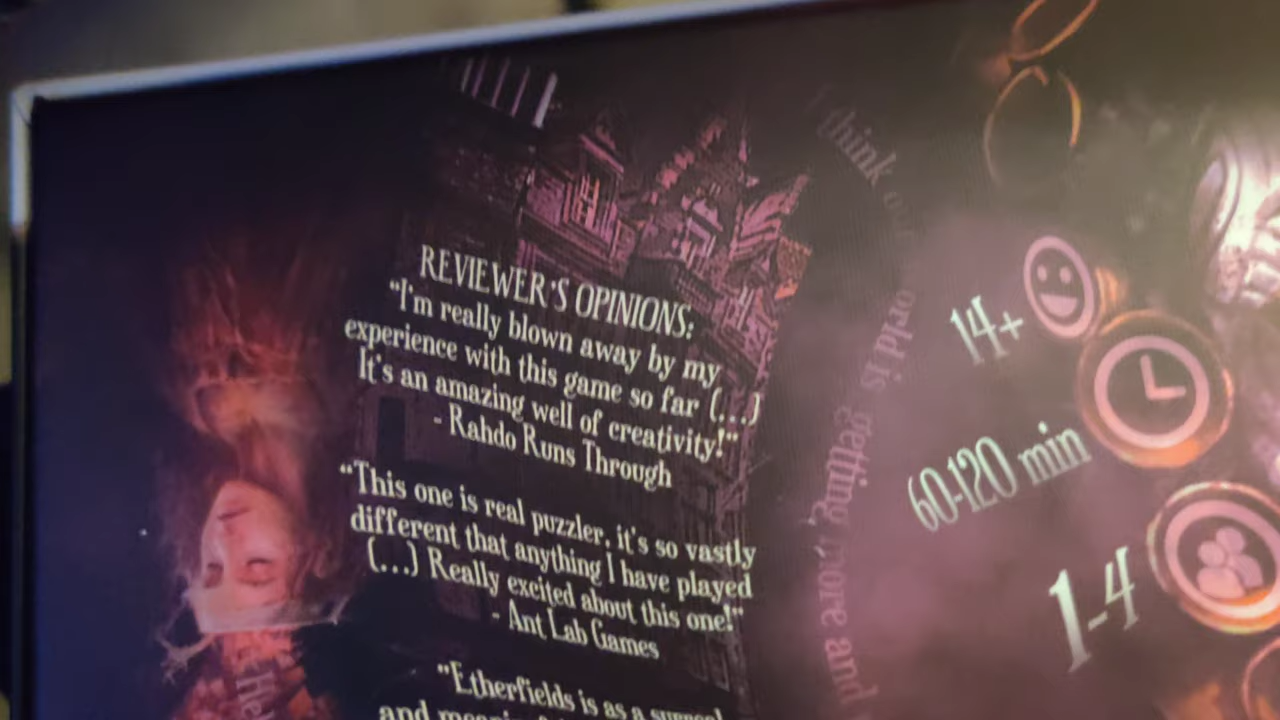 REVIEWER'S OPINIONS:
"I'm really blown away by my
experience with this game so far (...)
It's an amazing well of creativity!"
- Rahdo Runs Through
"This one is real puzzler, it's so vastly
different that anything I have played
(...) Really excited about this one!"
- Ant Lab Games
"Etherfields is as a surreal
and
think our
world is
getting more and
14+
60-120 min
1-4